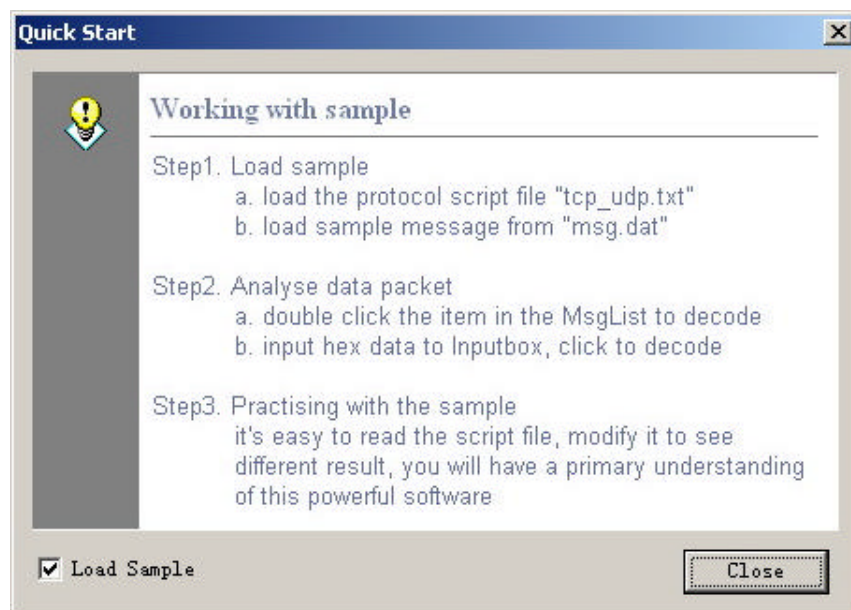 Quick Start
Working with sample
Step1. Load sample
a. load the protocol script file "tcp_udp.txt"
b. load sample message from "msg.dat"
Step2. Analyse data packet
a. double click the item in the MsgList to decode
b. input hex data to Inputbox, click to decode
Step3. Practising with the sample
it's easy to read the script file, modify it to see
different result, you will have a primary understanding
of this powerful software
Load Sample
Close